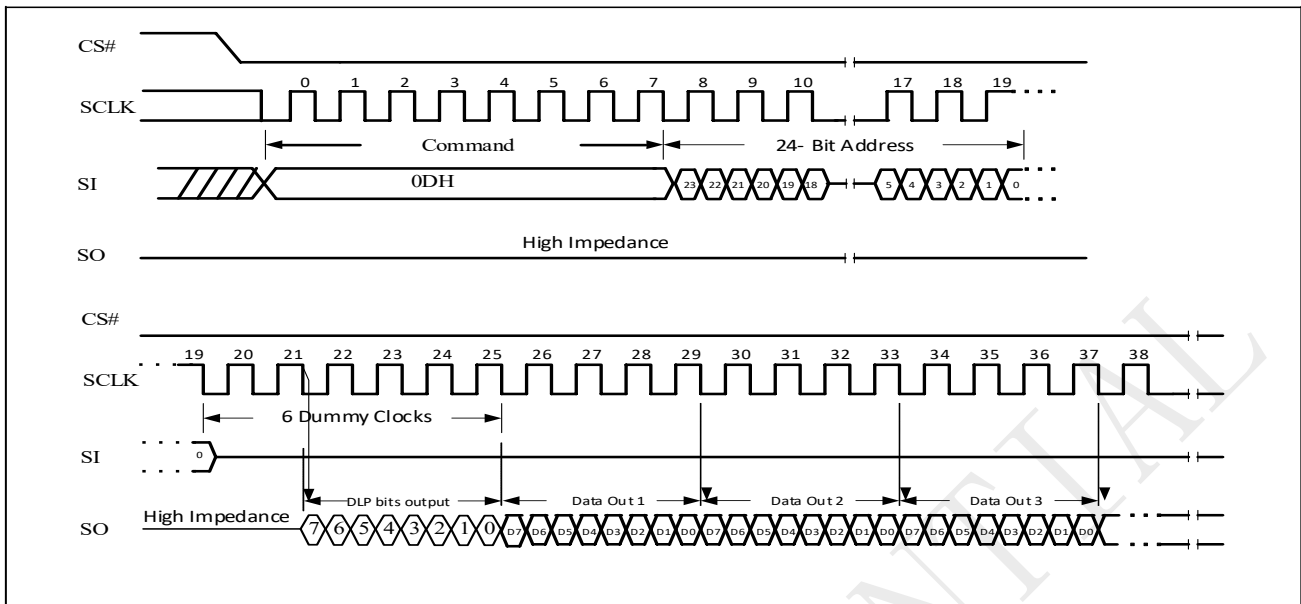 CS#
0 1 2 3 4 5 6 7 8 9 10 17 18 19
SCLK
Command 24- Bit Address
SI 0DH 23 22 21 20 19 18 5 4 3 2 1 0
High Impedance
SO
CS#
19 20 21 22 23 24 25 26 27 28 29 30 31 32 33 34 35 36 37 38
SCLK
6 Dummy Clocks
SI 0
DLP bits output Data Out 1 Data Out 2 Data Out 3
SO High Impedance 7 6 5 4 3 2 1 0 D7 D6 D5 D4 D3 D2 D1 D0 D7 D6 D5 D4 D3 D2 D1 D0 D7 D6 D5 D4 D3 D2 D1 D0
NTIAL